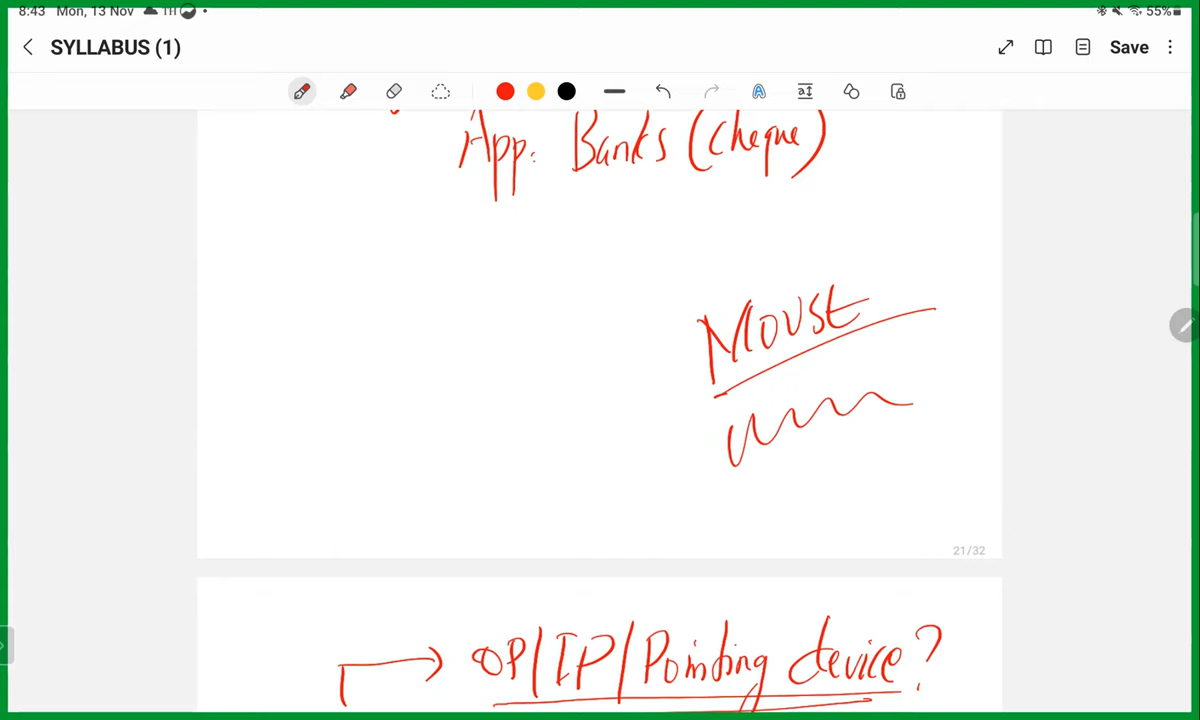 8:43 Mon, 13 Nov TH 55%
SYLLABUS (1) Save
App: Banks (Cheque)
MOUSE
21/32
OP/IP/Pointing device?